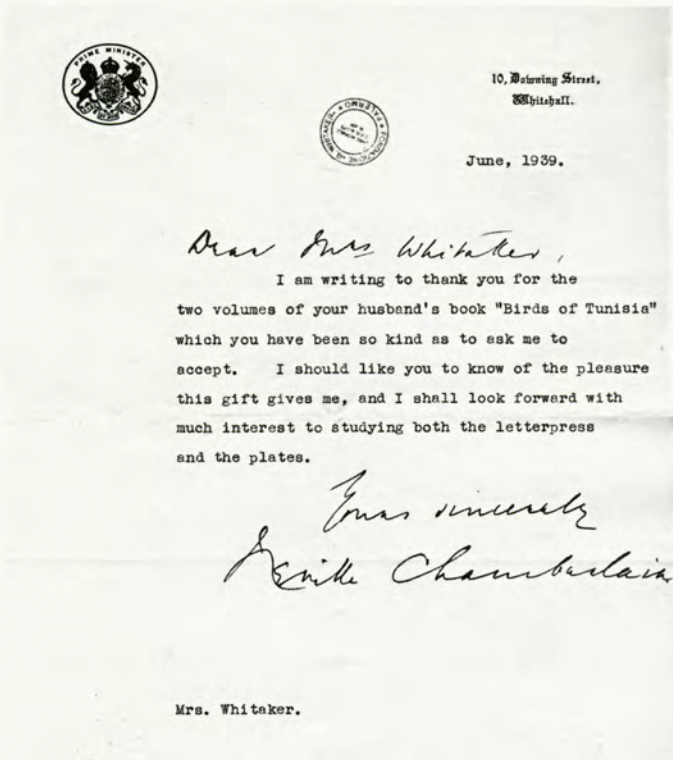 PRIME MINISTER
10, Downing Street,
Whitehall.
FONDAZIONE "G. WHITAKER" PALERMO
June, 1939.
Dear Mrs Whitaker,
I am writing to thank you for the
two volumes of your husband's book "Birds of Tunisia"
which you have been so kind as to ask me to
accept. I should like you to know of the pleasure
this gift gives me, and I shall look forward with
much interest to studying both the letterpress
and the plates.
Yours sincerely
Neville Chamberlain
Mrs. Whitaker.